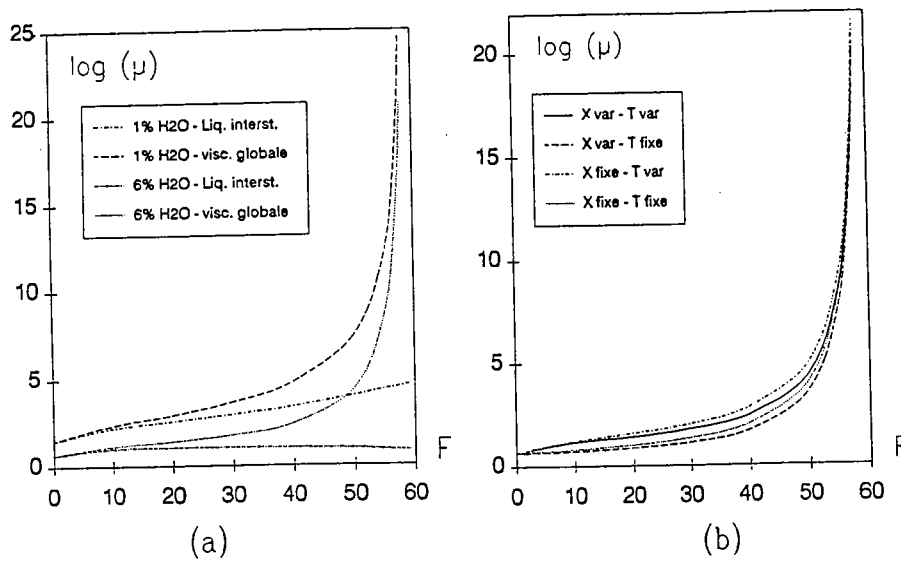 25
20
15
10
5
0
log (μ)
1% H2O - Liq. interst.
1% H2O - visc. globale
6% H2O - Liq. interst.
6% H2O - visc. globale
F
0 10 20 30 40 50 60
(a)
20
15
10
5
0
log (μ)
X var - T var
X var - T fixe
X fixe - T var
X fixe - T fixe
F
0 10 20 30 40 50 60
(b)